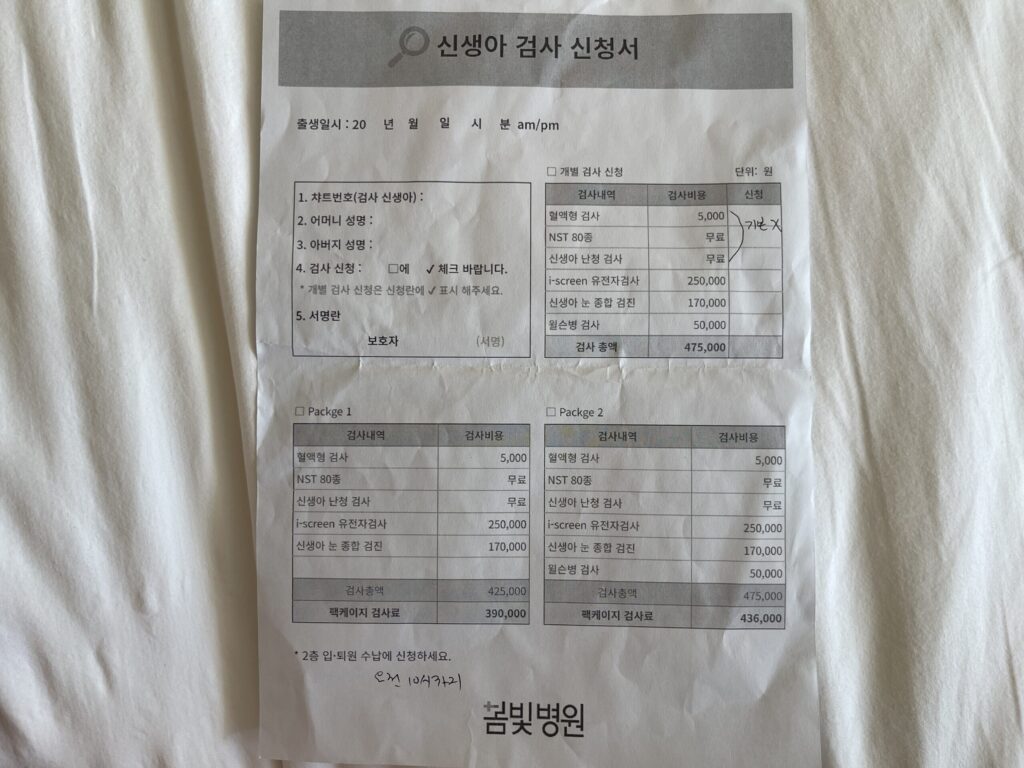 신생아 검사 신청서
출생일시 : 20 년 월 일 시 분 am/pm
1. 챠트번호(검사 신생아) :
2. 어머니 성명 :
3. 아버지 성명 :
4. 검사 신청 : □에 ✓ 체크 바랍니다.
* 개별 검사 신청은 신청란에 ✓ 표시 해주세요.
5. 서명란
보호자 (서명)
□ 개별 검사 신청 단위: 원
검사내역 검사비용 신청
혈액형 검사 5,000
NST 80종 무료 기본 X
신생아 난청 검사 무료
i-screen 유전자검사 250,000
신생아 눈 종합 검진 170,000
윌슨병 검사 50,000
검사 총액 475,000
□ Packge 1
검사내역 검사비용
혈액형 검사 5,000
NST 80종 무료
신생아 난청 검사 무료
i-screen 유전자검사 250,000
신생아 눈 종합 검진 170,000
검사총액 425,000
팩케이지 검사료 390,000
□ Packge 2
검사내역 검사비용
혈액형 검사 5,000
NST 80종 무료
신생아 난청 검사 무료
i-screen 유전자검사 250,000
신생아 눈 종합 검진 170,000
윌슨병 검사 50,000
검사총액 475,000
팩케이지 검사료 436,000
* 2층 입·퇴원 수납에 신청하세요.
오전 10시까지
봄빛병원